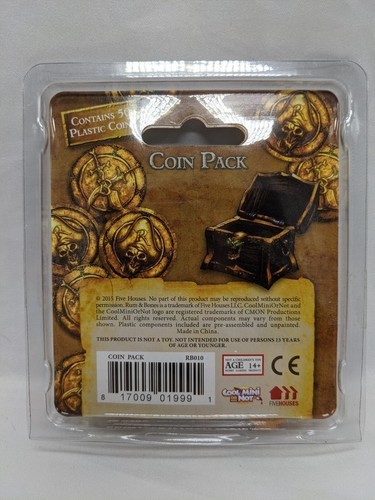 CONTAINS 50
PLASTIC COIN
COIN PACK
© 2015 Five Houses. No part of this product may be reproduced without specific
permission. Rum & Bones is a trademark of Five Houses LLC. CoolMiniOrNot and
the CoolMiniOrNot logo are registered trademarks of CMON Productions
Limited. All rights reserved. Actual components may vary from those
shown. Plastic components included are pre-assembled and unpainted.
Made in China.
THIS PRODUCT IS NOT A TOY. NOT INTENDED FOR USE OF PERSONS 13 YEARS
OF AGE OR YOUNGER.
COIN PACK RB010
AGE 14+
CE
COOL MINI
OR NOT
FIVEHOUSES
8 17009 01999 1